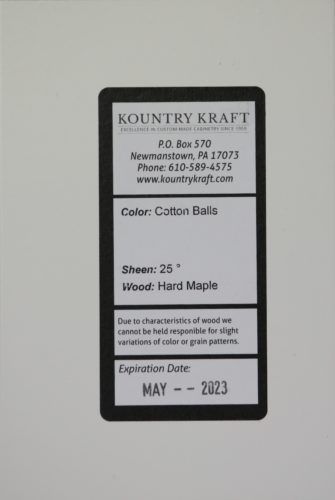 KOUNTRY KRAFT
EXCELLENCE IN CUSTOM MADE CABINETRY SINCE 1959
P.O. Box 570
Newmanstown, PA 17073
Phone: 610-589-4575
www.kountrykraft.com
Color: Cotton Balls
Sheen: 25 °
Wood: Hard Maple
Due to characteristics of wood we
cannot be held responsible for slight
variations of color or grain patterns.
Expiration Date:
MAY -- 2023